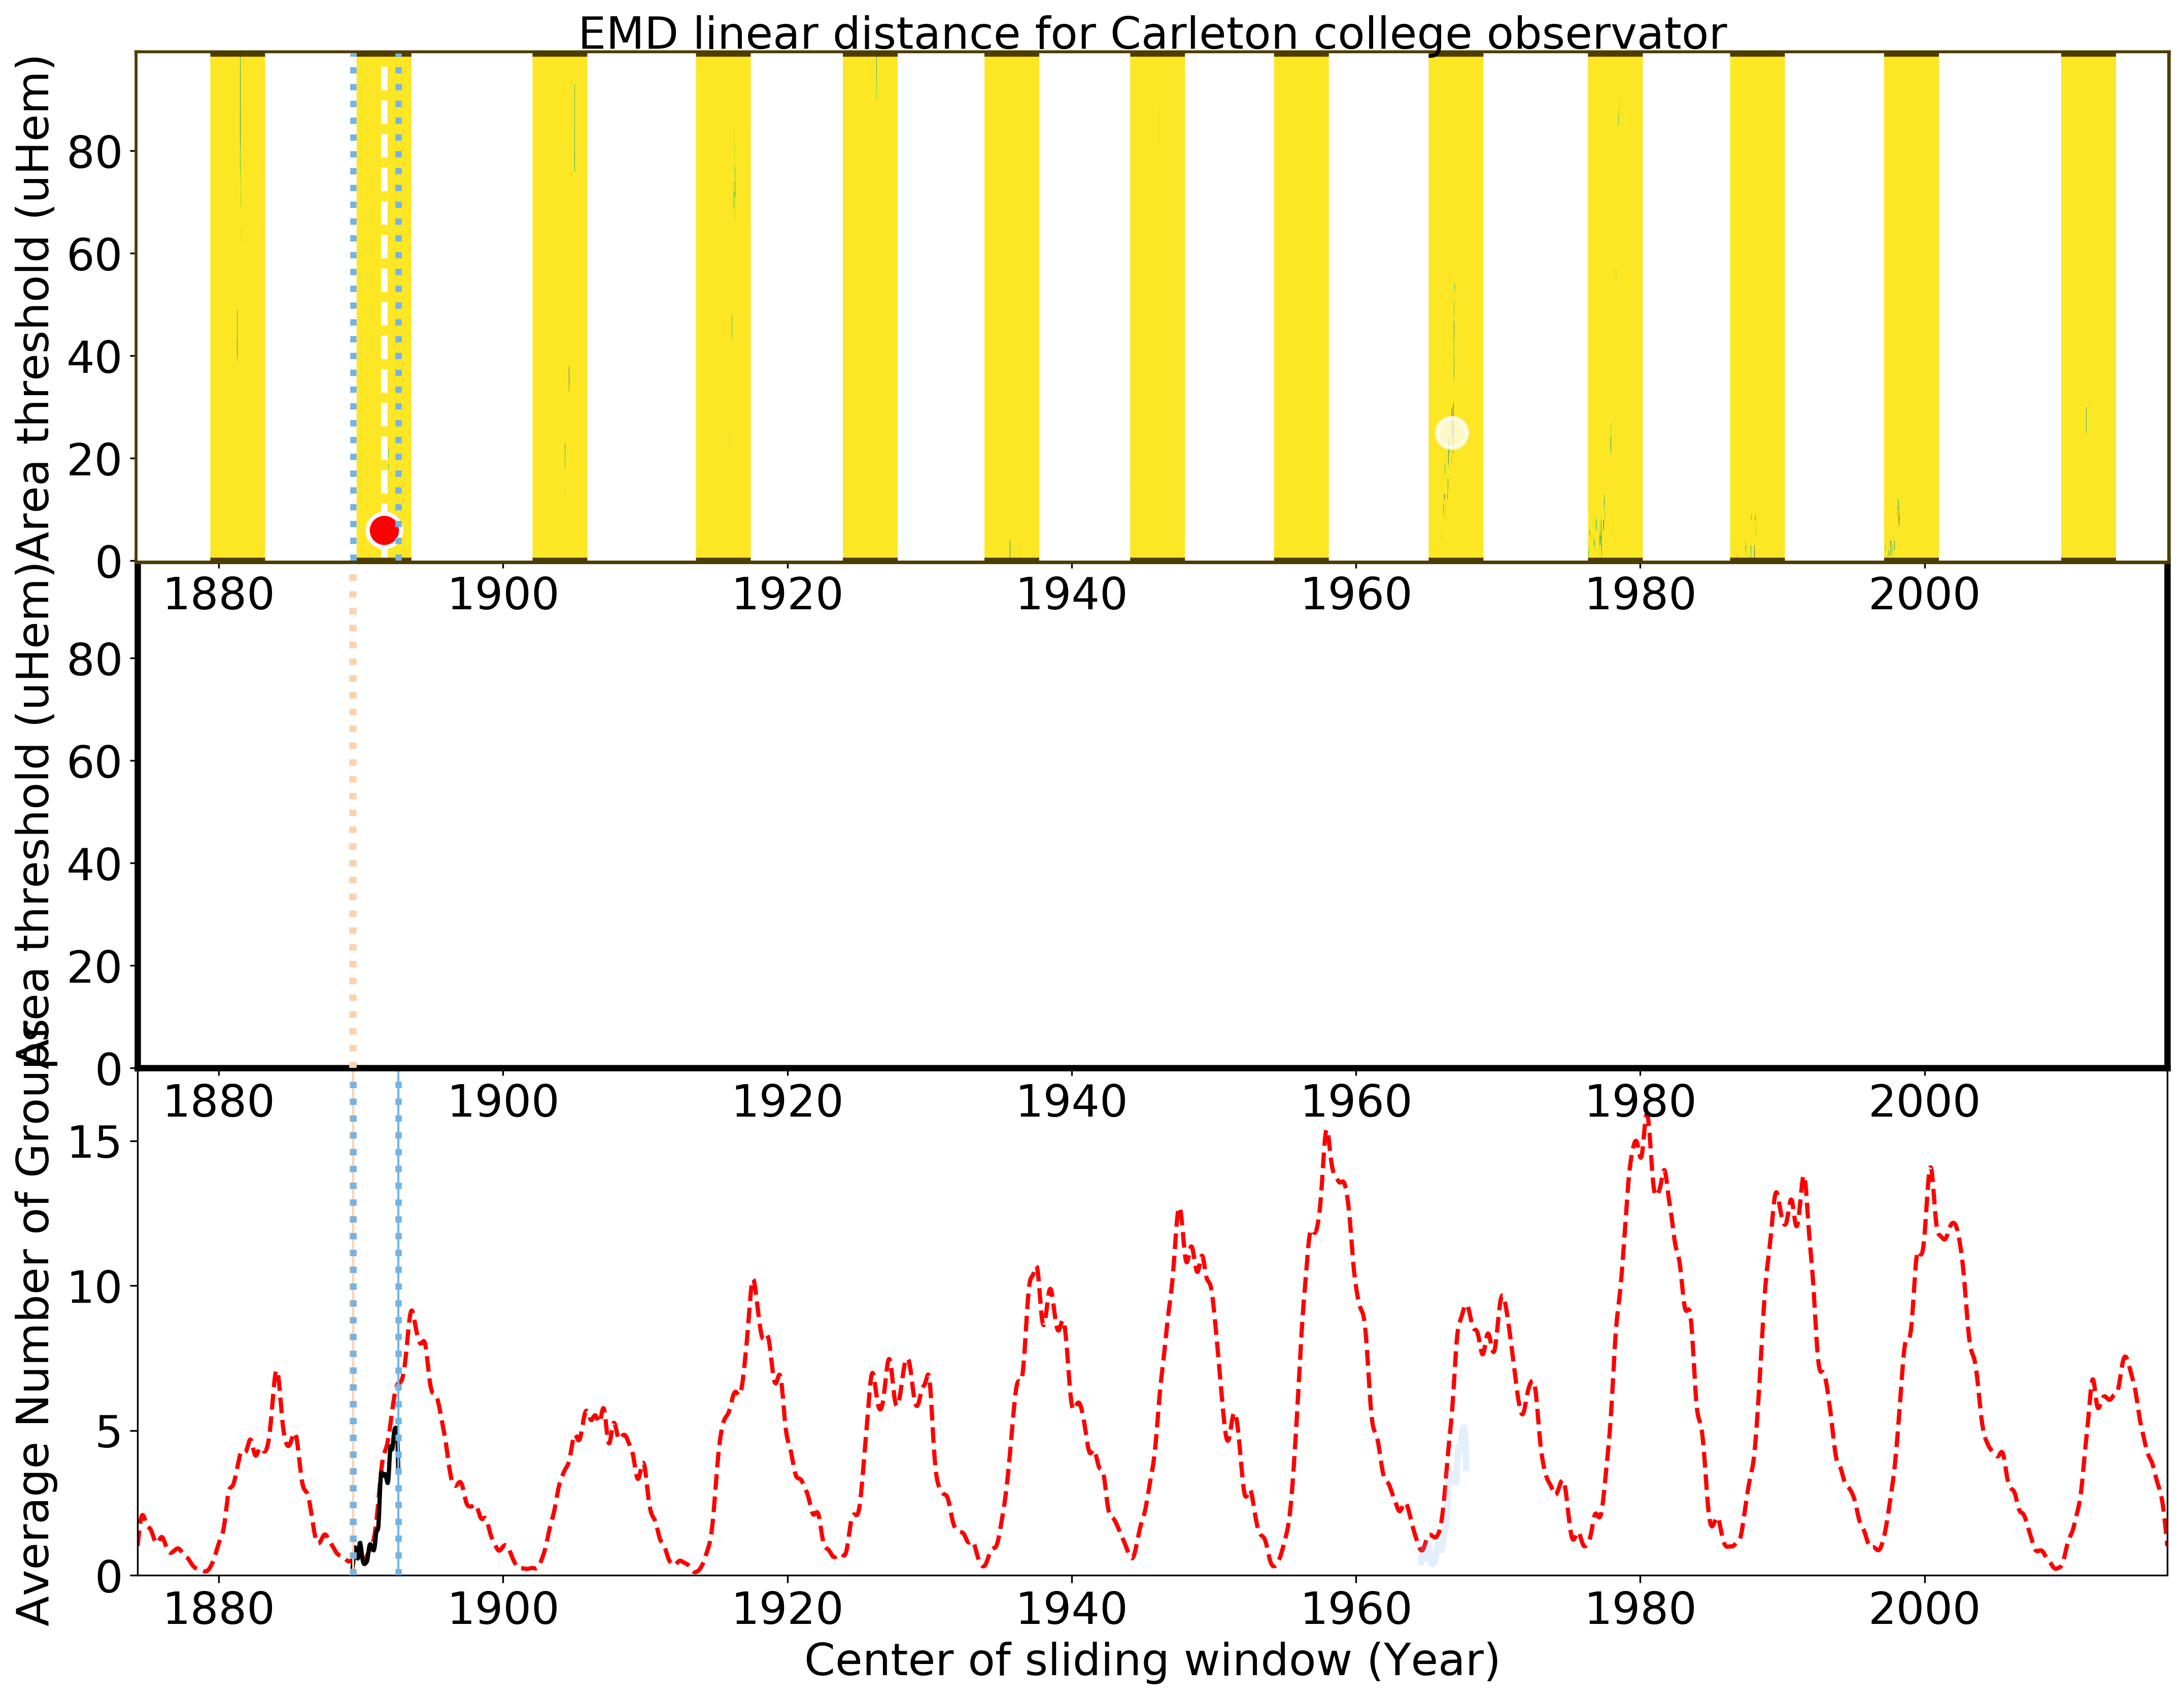 EMD linear distance for Carleton college observator
Area threshold (uHem)
80
60
40
20
0
1880 1900 1920 1940 1960 1980 2000
Area threshold (uHem)
80
60
40
20
0
1880 1900 1920 1940 1960 1980 2000
Average Number of Groups
15
10
5
0
1880 1900 1920 1940 1960 1980 2000
Center of sliding window (Year)